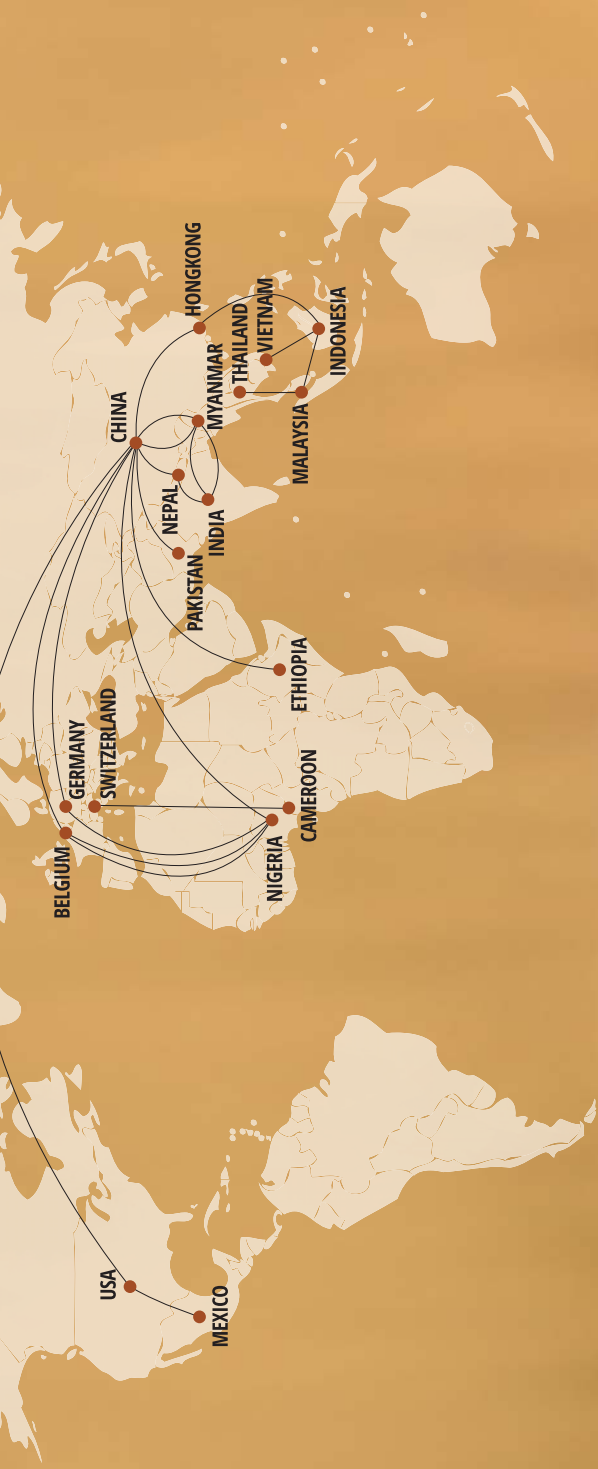 USA
MEXICO
BELGIUM
GERMANY
SWITZERLAND
NIGERIA
CAMEROON
ETHIOPIA
PAKISTAN
NEPAL
INDIA
CHINA
MYANMAR
HONGKONG
THAILAND
VIETNAM
MALAYSIA
INDONESIA